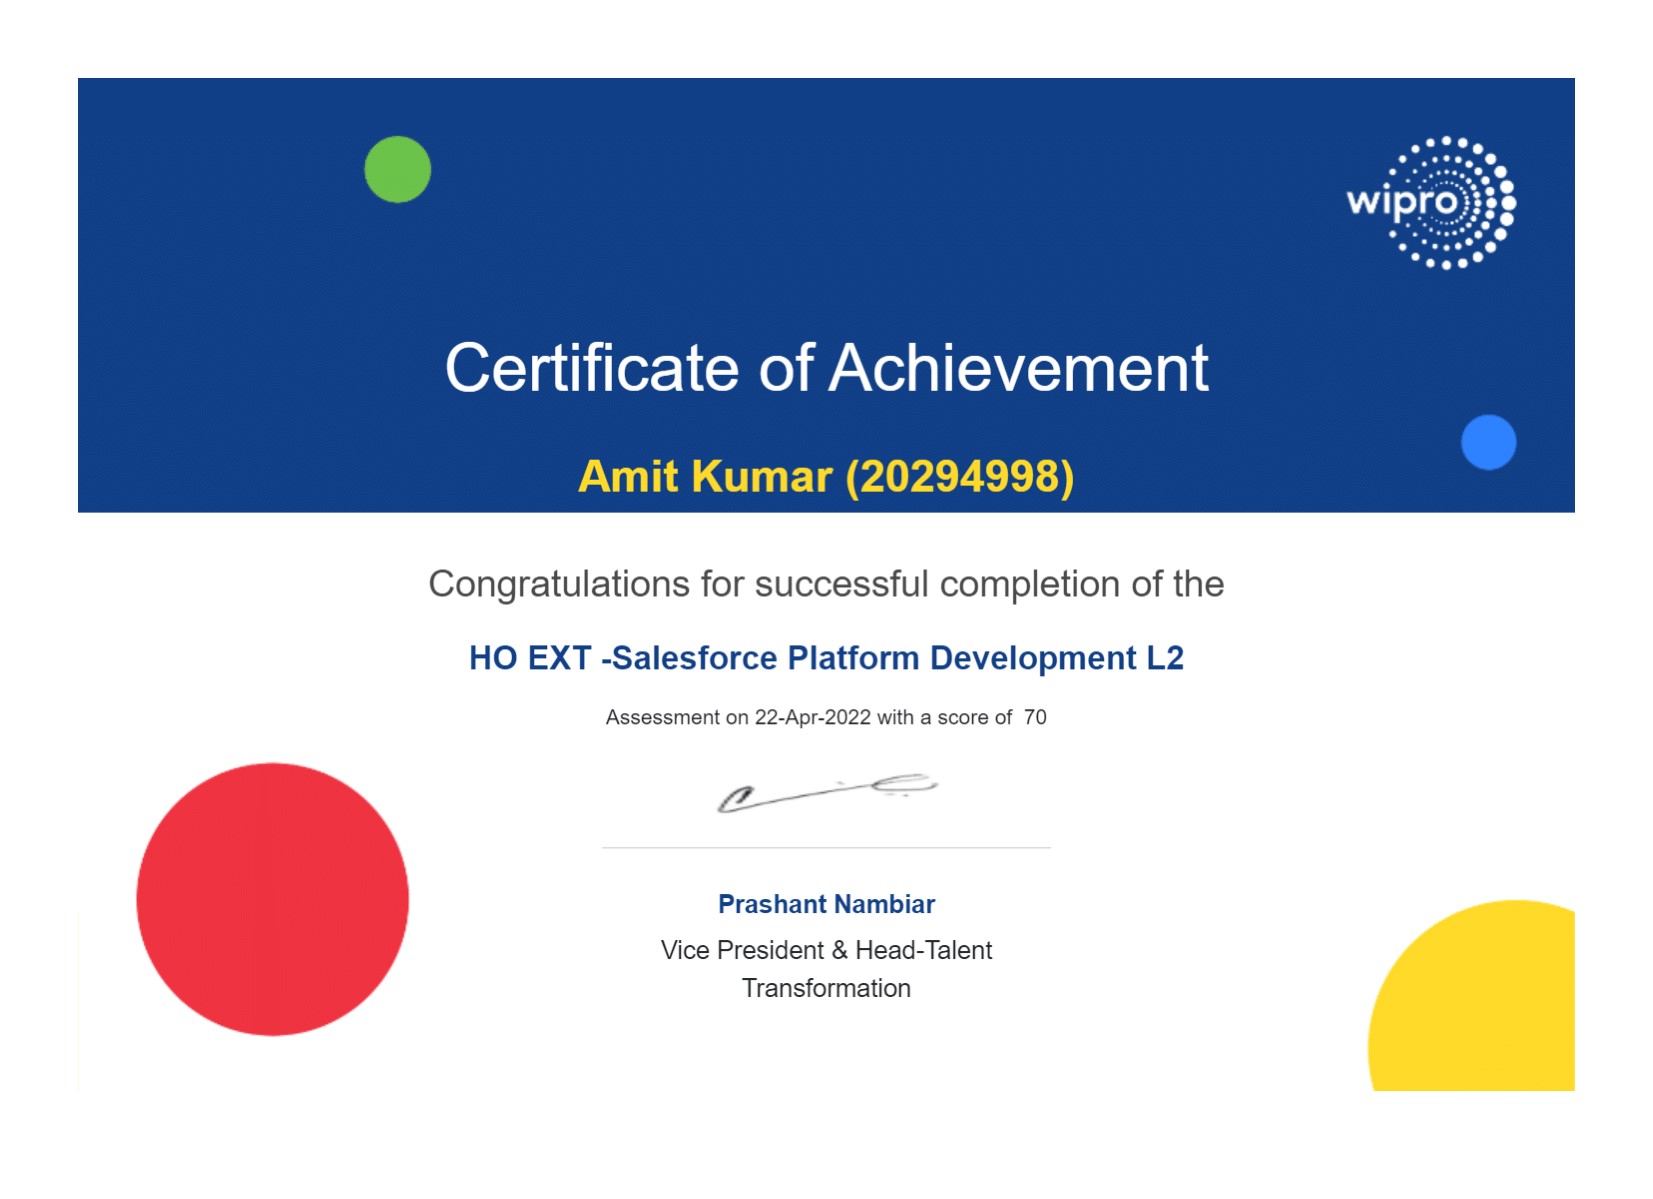 wipro
Certificate of Achievement
Amit Kumar (20294998)
Congratulations for successful completion of the
HO EXT -Salesforce Platform Development L2
Assessment on 22-Apr-2022 with a score of  70
Prashant Nambiar
Vice President & Head-Talent
Transformation